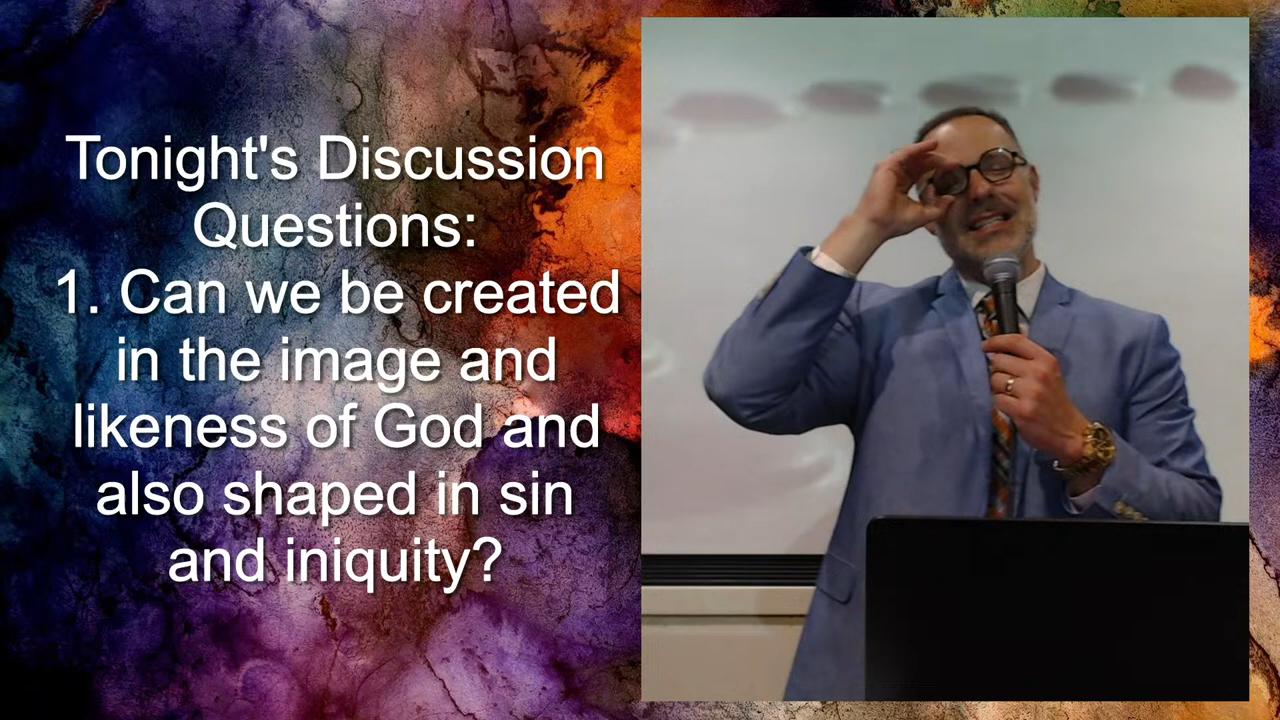 Tonight's Discussion
Questions:
1. Can we be created
in the image and
likeness of God and
also shaped in sin
and iniquity?